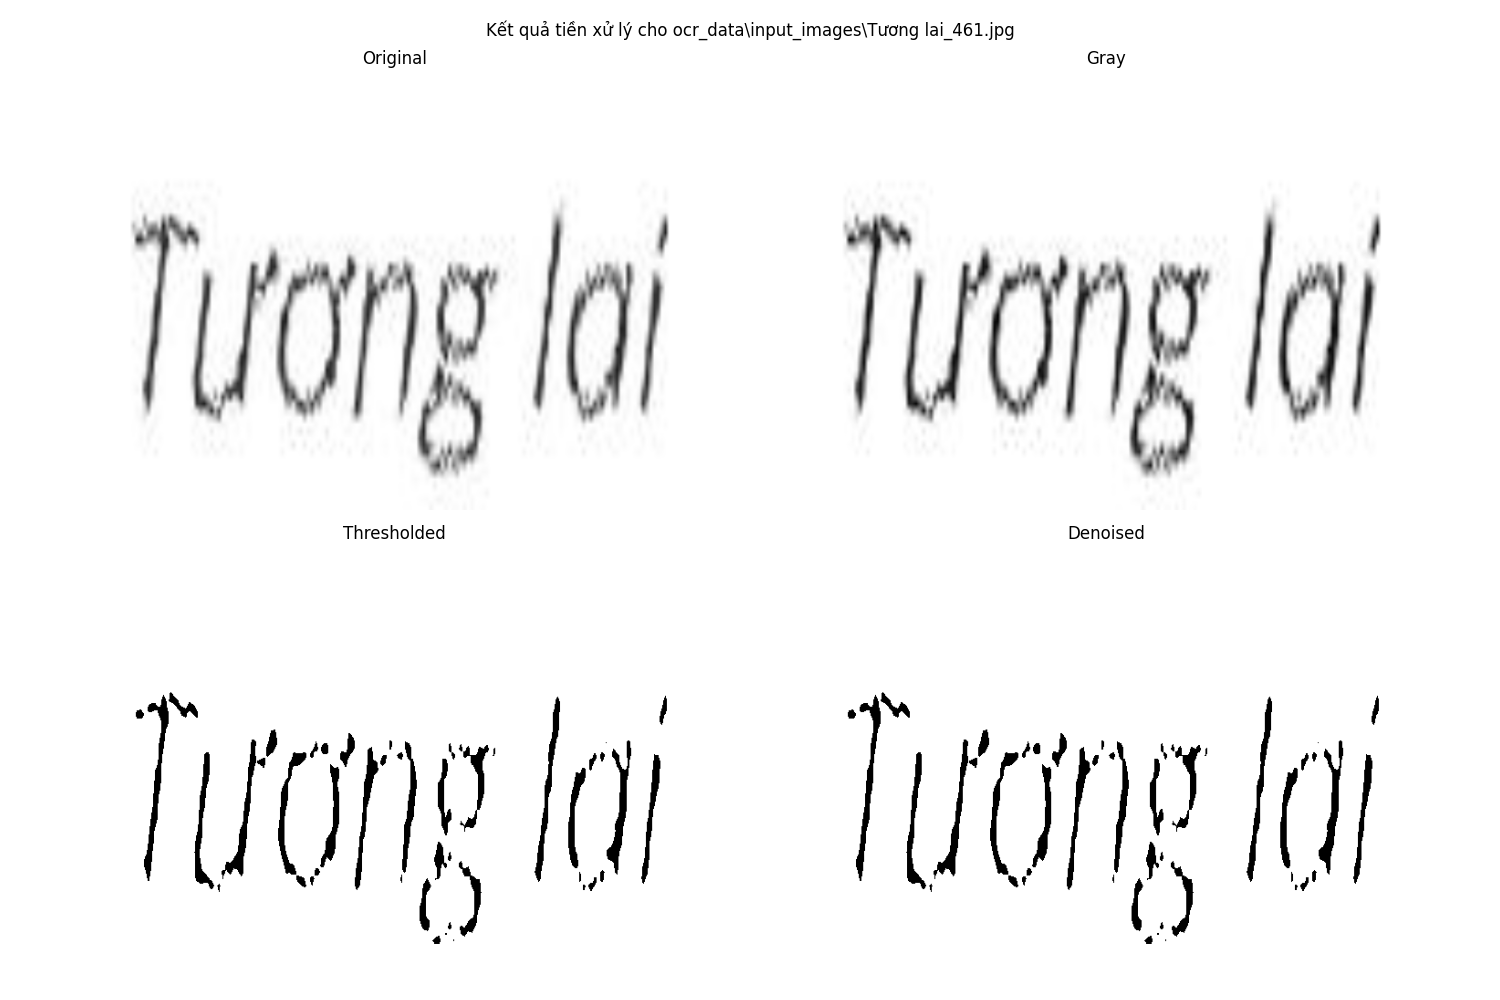 Kết quả tiền xử lý cho ocr_data\input_images\Tương lai_461.jpg
Original
Gray
Tương lai
Tương lai
Thresholded
Denoised
Tương lai
Tương lai